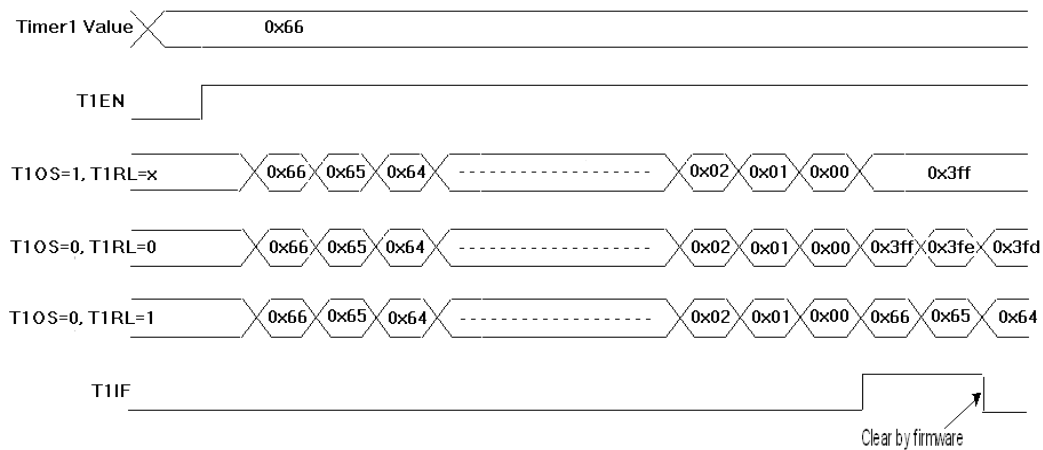 Timer1 Value 0x66
T1EN
T1OS=1, T1RL=x 0x66 0x65 0x64 0x02 0x01 0x00 0x3ff
T1OS=0, T1RL=0 0x66 0x65 0x64 0x02 0x01 0x00 0x3ff 0x3fe 0x3fd
T1OS=0, T1RL=1 0x66 0x65 0x64 0x02 0x01 0x00 0x66 0x65 0x64
T1IF
Clear by firmware